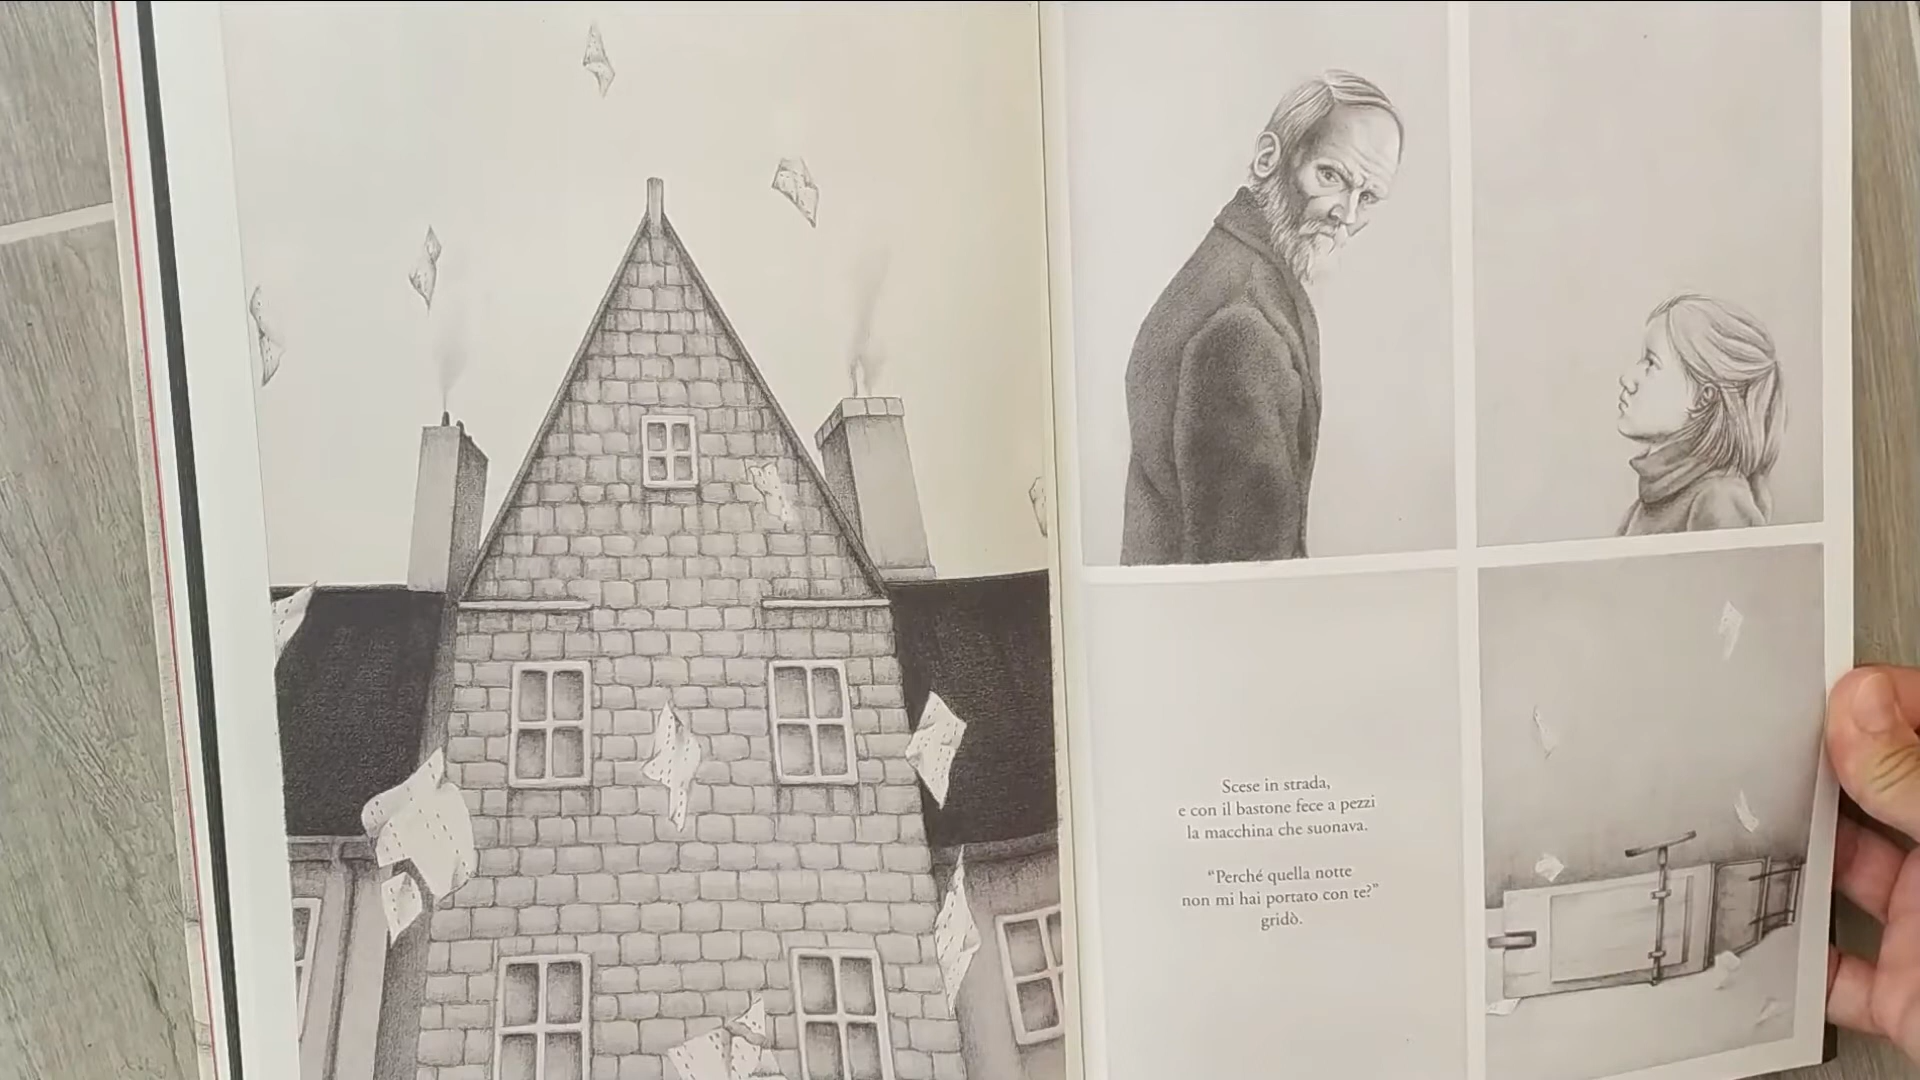 Scese in strada,
e con il bastone fece a pezzi
la macchina che suonava.
“Perché quella notte
non mi hai portato con te?”
gridò.